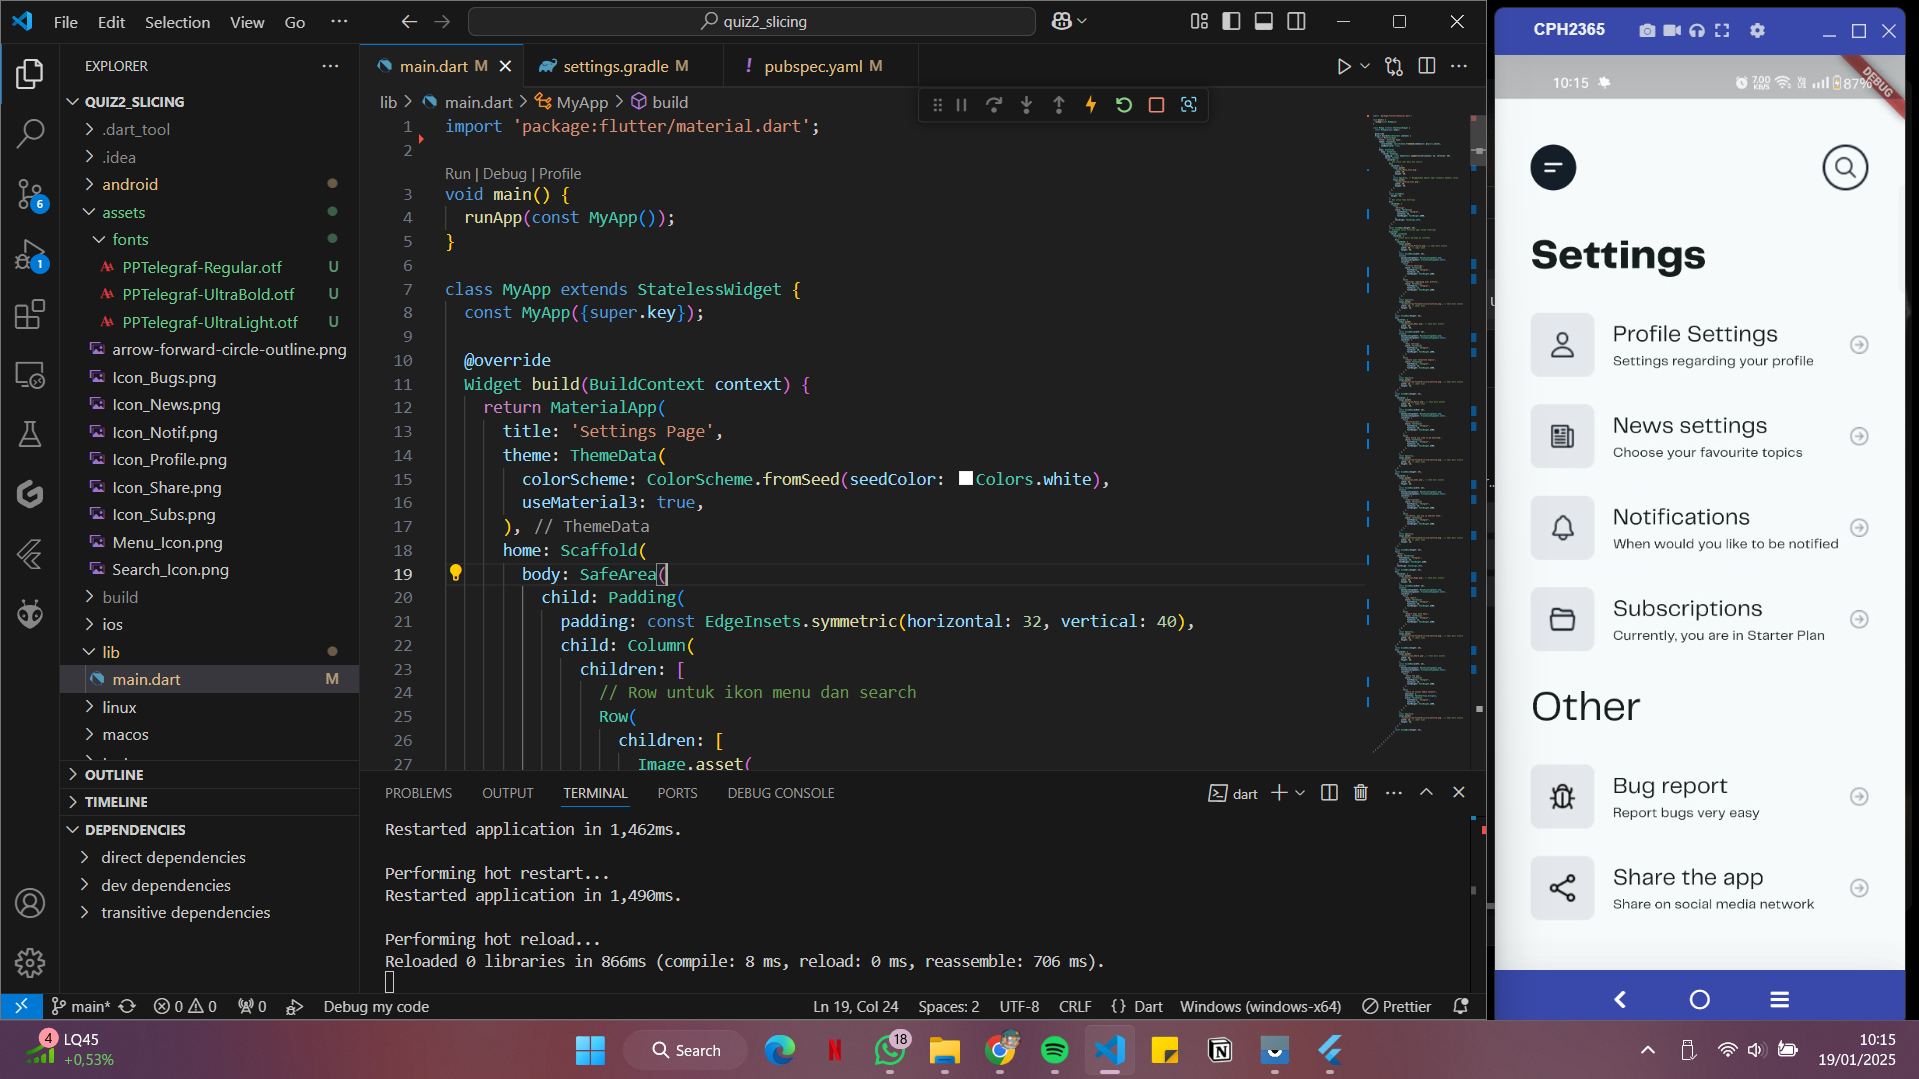 File Edit Selection View Go ···
quiz2_slicing
EXPLORER
QUIZ2_SLICING
.dart_tool
.idea
android
assets
fonts
PPTelegraf-Regular.otf U
PPTelegraf-UltraBold.otf U
PPTelegraf-UltraLight.otf U
arrow-forward-circle-outline.png
Icon_Bugs.png
Icon_News.png
Icon_Notif.png
Icon_Profile.png
Icon_Share.png
Icon_Subs.png
Menu_Icon.png
Search_Icon.png
build
ios
lib
main.dart M
linux
macos
OUTLINE
TIMELINE
DEPENDENCIES
direct dependencies
dev dependencies
transitive dependencies
6
1
main.dart M settings.gradle M ! pubspec.yaml M
lib > main.dart > MyApp > build
1 import 'package:flutter/material.dart';
2
Run | Debug | Profile
3 void main() {
4 runApp(const MyApp());
5 }
6
7 class MyApp extends StatelessWidget {
8 const MyApp({super.key});
9
10 @override
11 Widget build(BuildContext context) {
12 return MaterialApp(
13 title: 'Settings Page',
14 theme: ThemeData(
15 colorScheme: ColorScheme.fromSeed(seedColor: Colors.white),
16 useMaterial3: true,
17 ), // ThemeData
18 home: Scaffold(
19 body: SafeArea(
20 child: Padding(
21 padding: const EdgeInsets.symmetric(horizontal: 32, vertical: 40),
22 child: Column(
23 children: [
24 // Row untuk ikon menu dan search
25 Row(
26 children: [
27 Image.asset(
PROBLEMS OUTPUT TERMINAL PORTS DEBUG CONSOLE
dart
Restarted application in 1,462ms.
Performing hot restart...
Restarted application in 1,490ms.
Performing hot reload...
Reloaded 0 libraries in 866ms (compile: 8 ms, reload: 0 ms, reassemble: 706 ms).
main* 0 0 0 Debug my code
Ln 19, Col 24 Spaces: 2 UTF-8 CRLF {} Dart Windows (windows-x64) Prettier
CPH2365
10:15 7.00 KB/S 87%
DEBUG
Settings
Profile Settings
Settings regarding your profile
News settings
Choose your favourite topics
Notifications
When would you like to be notified
Subscriptions
Currently, you are in Starter Plan
Other
Bug report
Report bugs very easy
Share the app
Share on social media network
4
LQ45
+0,53%
Search
18
10:15
19/01/2025